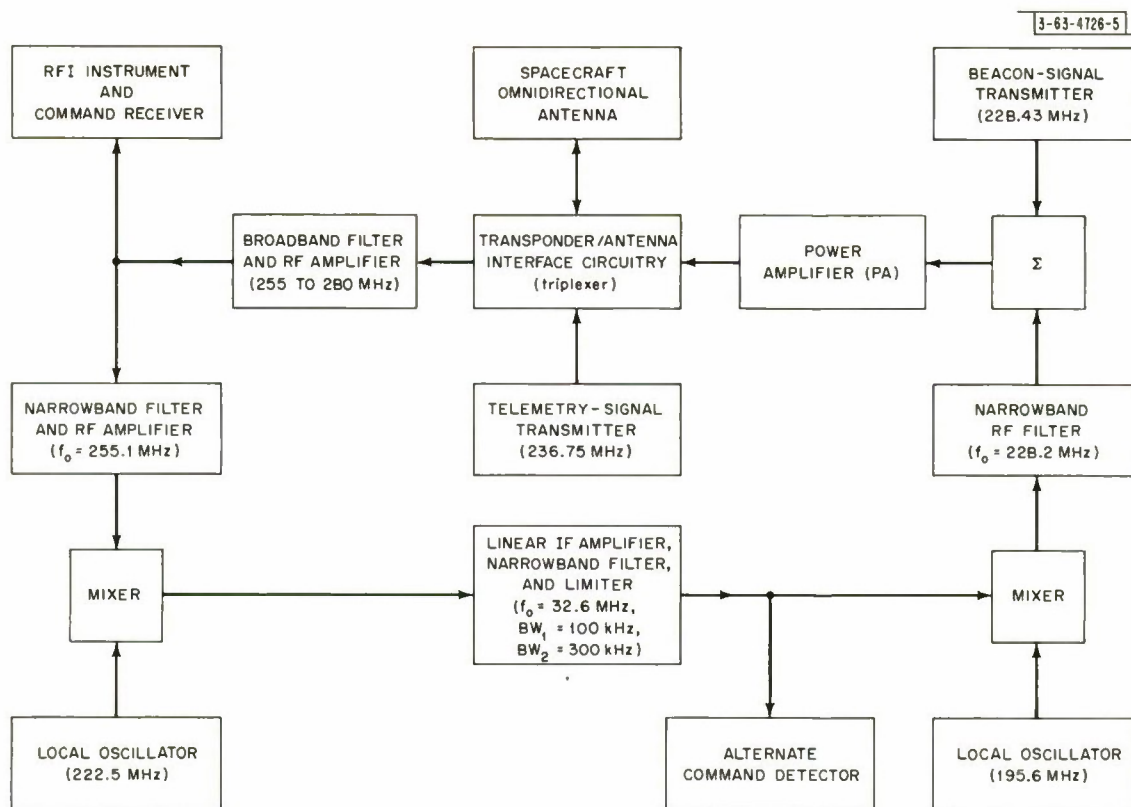 3-63-4726-5
RFI INSTRUMENT
AND
COMMAND RECEIVER
SPACECRAFT
OMNIDIRECTIONAL
ANTENNA
BEACON-SIGNAL
TRANSMITTER
(228.43 MHz)
BROADBAND FILTER
AND RF AMPLIFIER
(255 TO 280 MHz)
TRANSPONDER/ANTENNA
INTERFACE CIRCUITRY
(triplexer)
POWER
AMPLIFIER (PA)
Σ
NARROWBAND FILTER
AND RF AMPLIFIER
(f₀ = 255.1 MHz)
TELEMETRY-SIGNAL
TRANSMITTER
(236.75 MHz)
NARROWBAND
RF FILTER
(f₀ = 228.2 MHz)
MIXER
LINEAR IF AMPLIFIER,
NARROWBAND FILTER,
AND LIMITER
(f₀ = 32.6 MHz,
BW₁ = 100 kHz,
BW₂ = 300 kHz)
MIXER
LOCAL OSCILLATOR
(222.5 MHz)
ALTERNATE
COMMAND DETECTOR
LOCAL OSCILLATOR
(195.6 MHz)